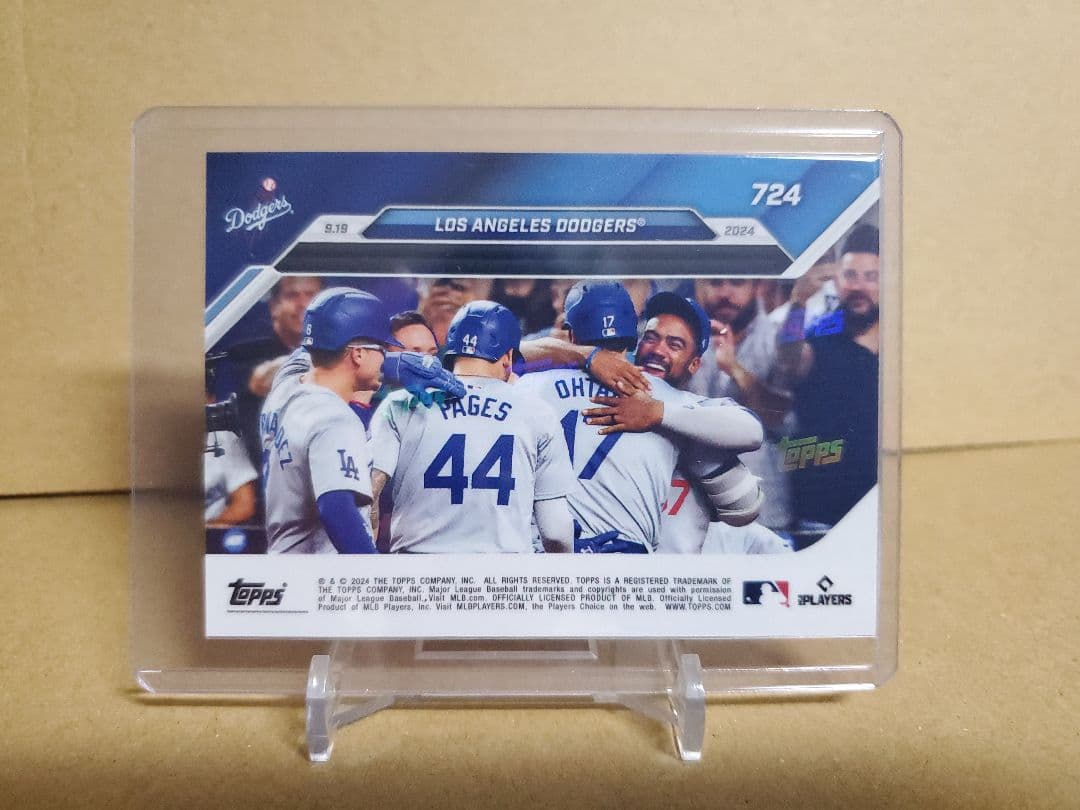 Dodgers
724
9.19
LOS ANGELES DODGERS®
2024
8
44
17
PAGES
44
17
LA
topps
topps
® & © 2024 THE TOPPS COMPANY, INC. ALL RIGHTS RESERVED. TOPPS IS A REGISTERED TRADEMARK OF
THE TOPPS COMPANY, INC. Major League Baseball trademarks and copyrights are used with permission
of Major League Baseball. Visit MLB.com. OFFICIALLY LICENSED PRODUCT OF MLB. Officially Licensed
Product of MLB Players, Inc. Visit MLBPLAYERS.COM, the Players Choice on the web. WWW.TOPPS.COM
PLAYERS